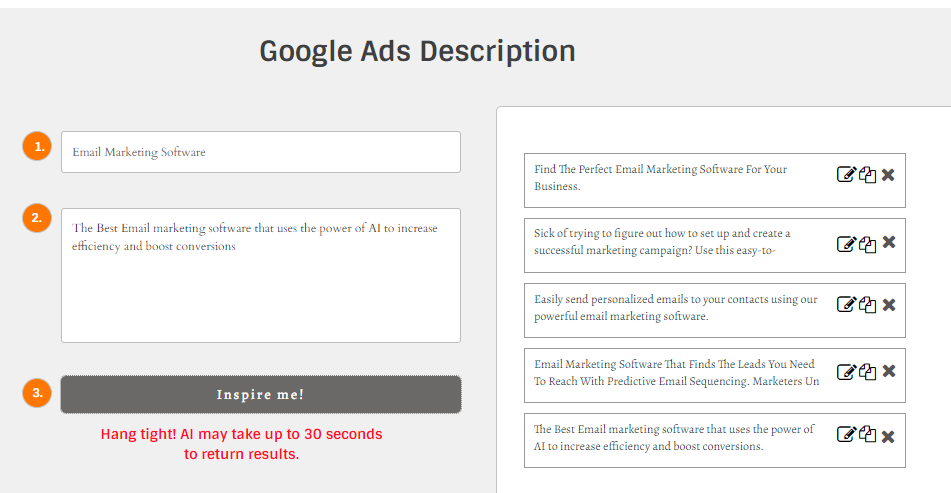 Google Ads Description
1.
Email Marketing Software
2.
The Best Email marketing software that uses the power of AI to increase
efficiency and boost conversions
3.
Inspire me!
Hang tight! AI may take up to 30 seconds
to return results.
Find The Perfect Email Marketing Software For Your
Business.
Sick of trying to figure out how to set up and create a
successful marketing campaign? Use this easy-to-
Easily send personalized emails to your contacts using our
powerful email marketing software.
Email Marketing Software That Finds The Leads You Need
To Reach With Predictive Email Sequencing. Marketers Un
The Best Email marketing software that uses the power of
AI to increase efficiency and boost conversions.